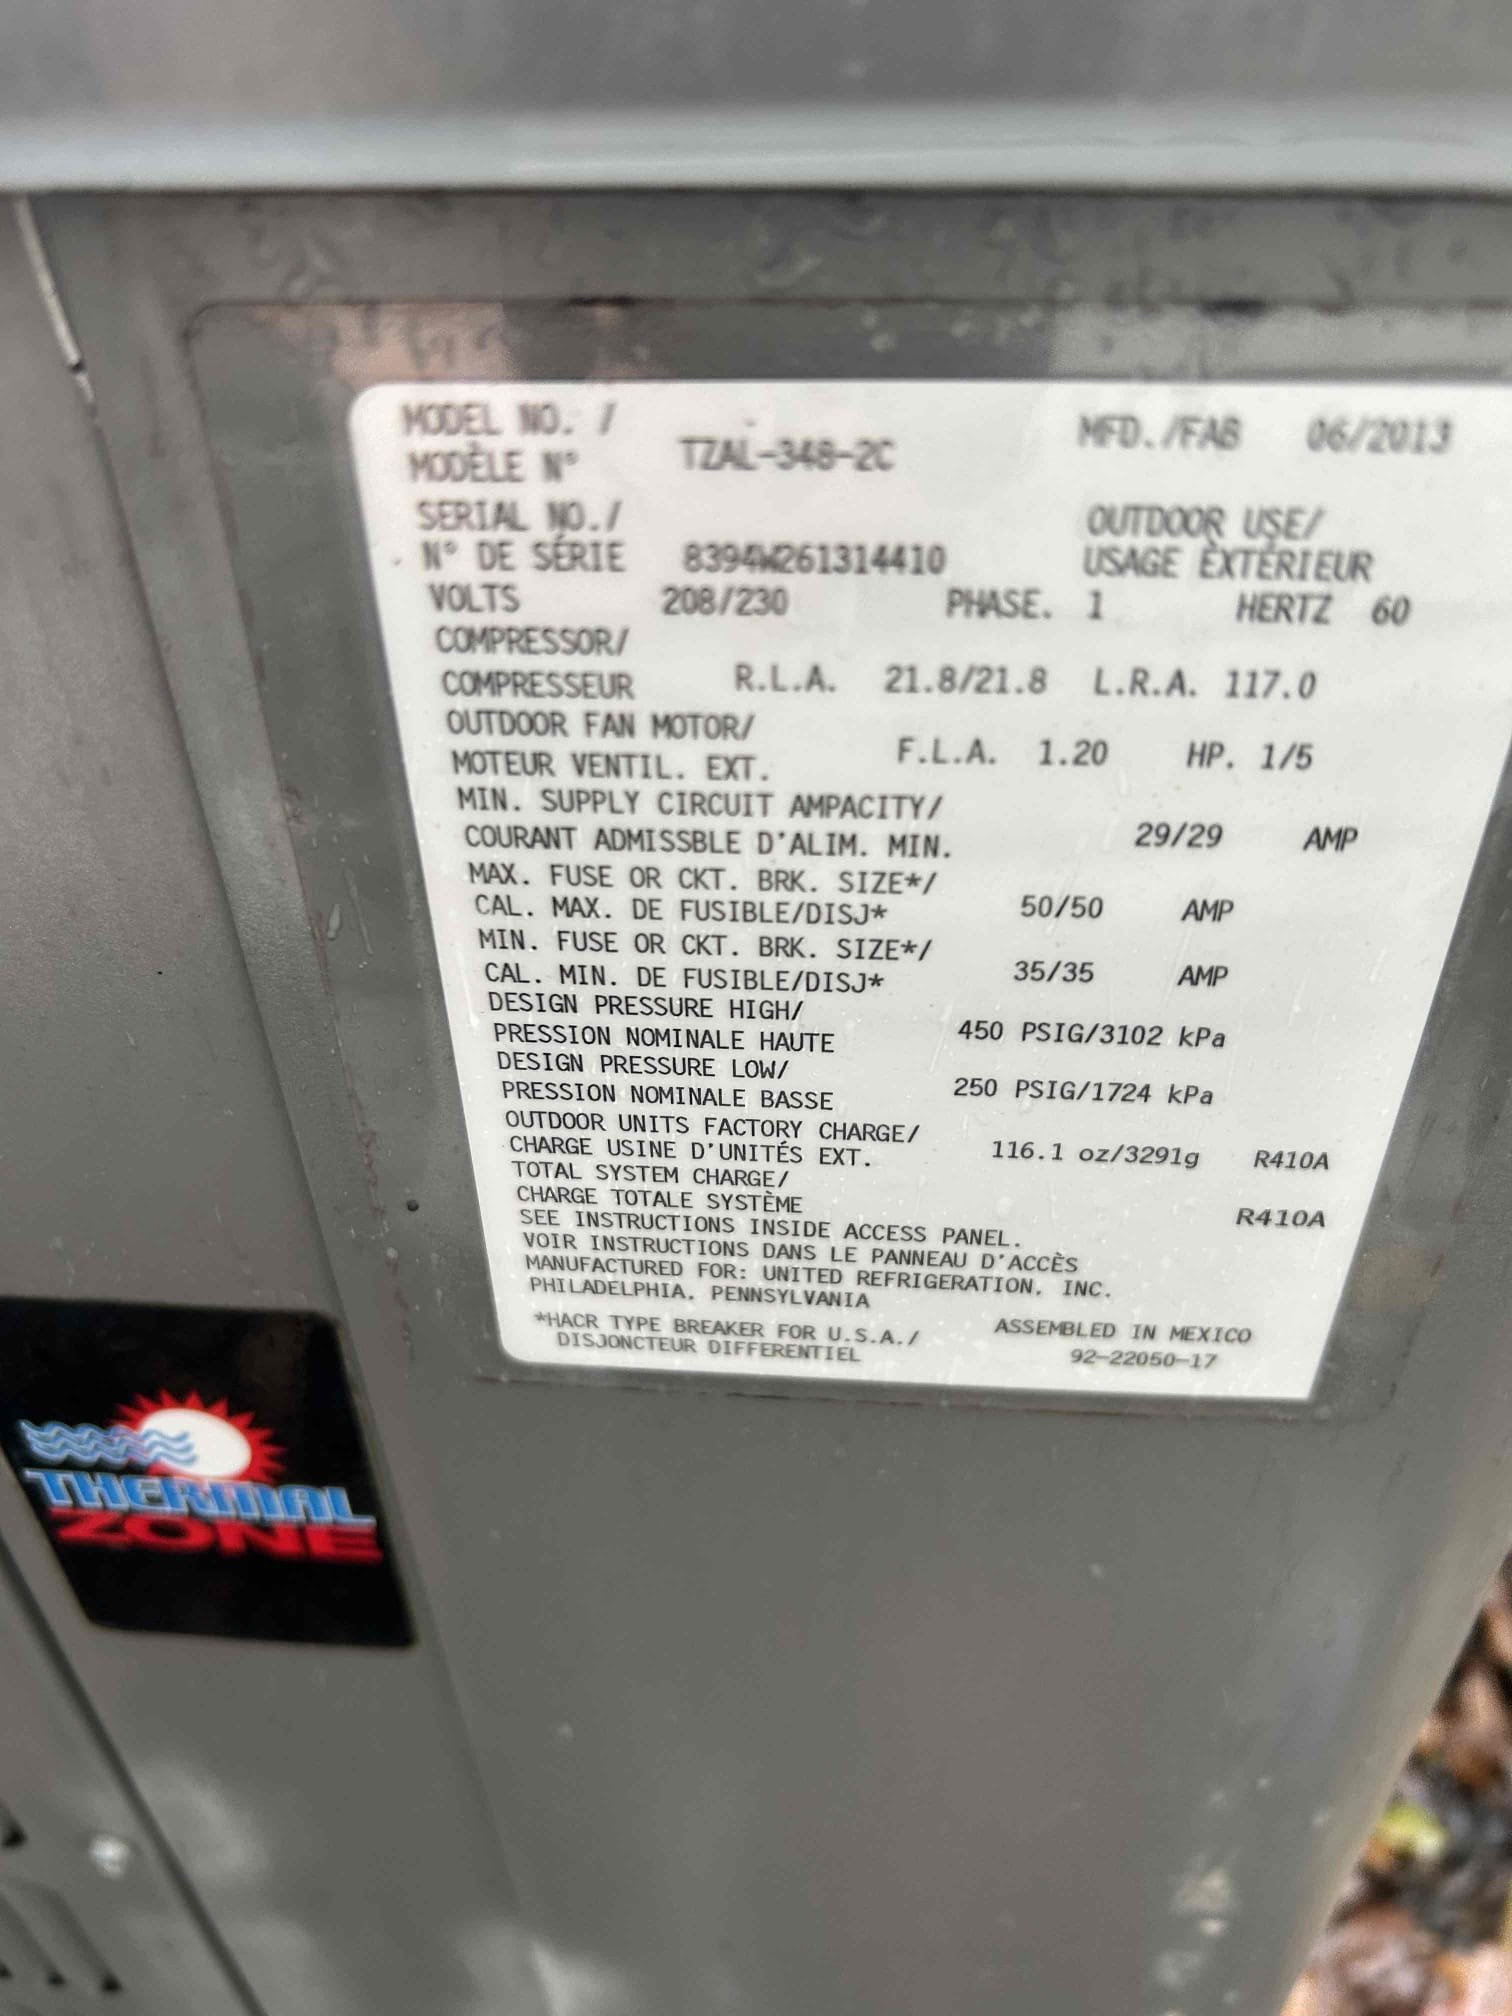 MODEL NO. / MFD./FAB 06/2013
MODÈLE N° TZAL-348-2C
SERIAL NO./ OUTDOOR USE/
N° DE SÉRIE 8394W261314410 USAGE ÈXTÈRIEUR
VOLTS 208/230 PHASE. 1 HERTZ 60
COMPRESSOR/
COMPRESSEUR R.L.A. 21.8/21.8 L.R.A. 117.0
OUTDOOR FAN MOTOR/
MOTEUR VENTIL. EXT. F.L.A. 1.20 HP. 1/5
MIN. SUPPLY CIRCUIT AMPACITY/
COURANT ADMISSBLE D'ALIM. MIN. 29/29 AMP
MAX. FUSE OR CKT. BRK. SIZE*/
CAL. MAX. DE FUSIBLE/DISJ* 50/50 AMP
MIN. FUSE OR CKT. BRK. SIZE*/
CAL. MIN. DE FUSIBLE/DISJ* 35/35 AMP
DESIGN PRESSURE HIGH/
PRESSION NOMINALE HAUTE 450 PSIG/3102 kPa
DESIGN PRESSURE LOW/
PRESSION NOMINALE BASSE 250 PSIG/1724 kPa
OUTDOOR UNITS FACTORY CHARGE/
CHARGE USINE D'UNITÉS EXT. 116.1 oz/3291g R410A
TOTAL SYSTEM CHARGE/
CHARGE TOTALE SYSTÈME R410A
SEE INSTRUCTIONS INSIDE ACCESS PANEL.
VOIR INSTRUCTIONS DANS LE PANNEAU D'ACCÈS
MANUFACTURED FOR: UNITED REFRIGERATION, INC.
PHILADELPHIA, PENNSYLVANIA
*HACR TYPE BREAKER FOR U.S.A./ ASSEMBLED IN MEXICO
DISJONCTEUR DIFFERENTIEL 92-22050-17
THERMAL
ZONE